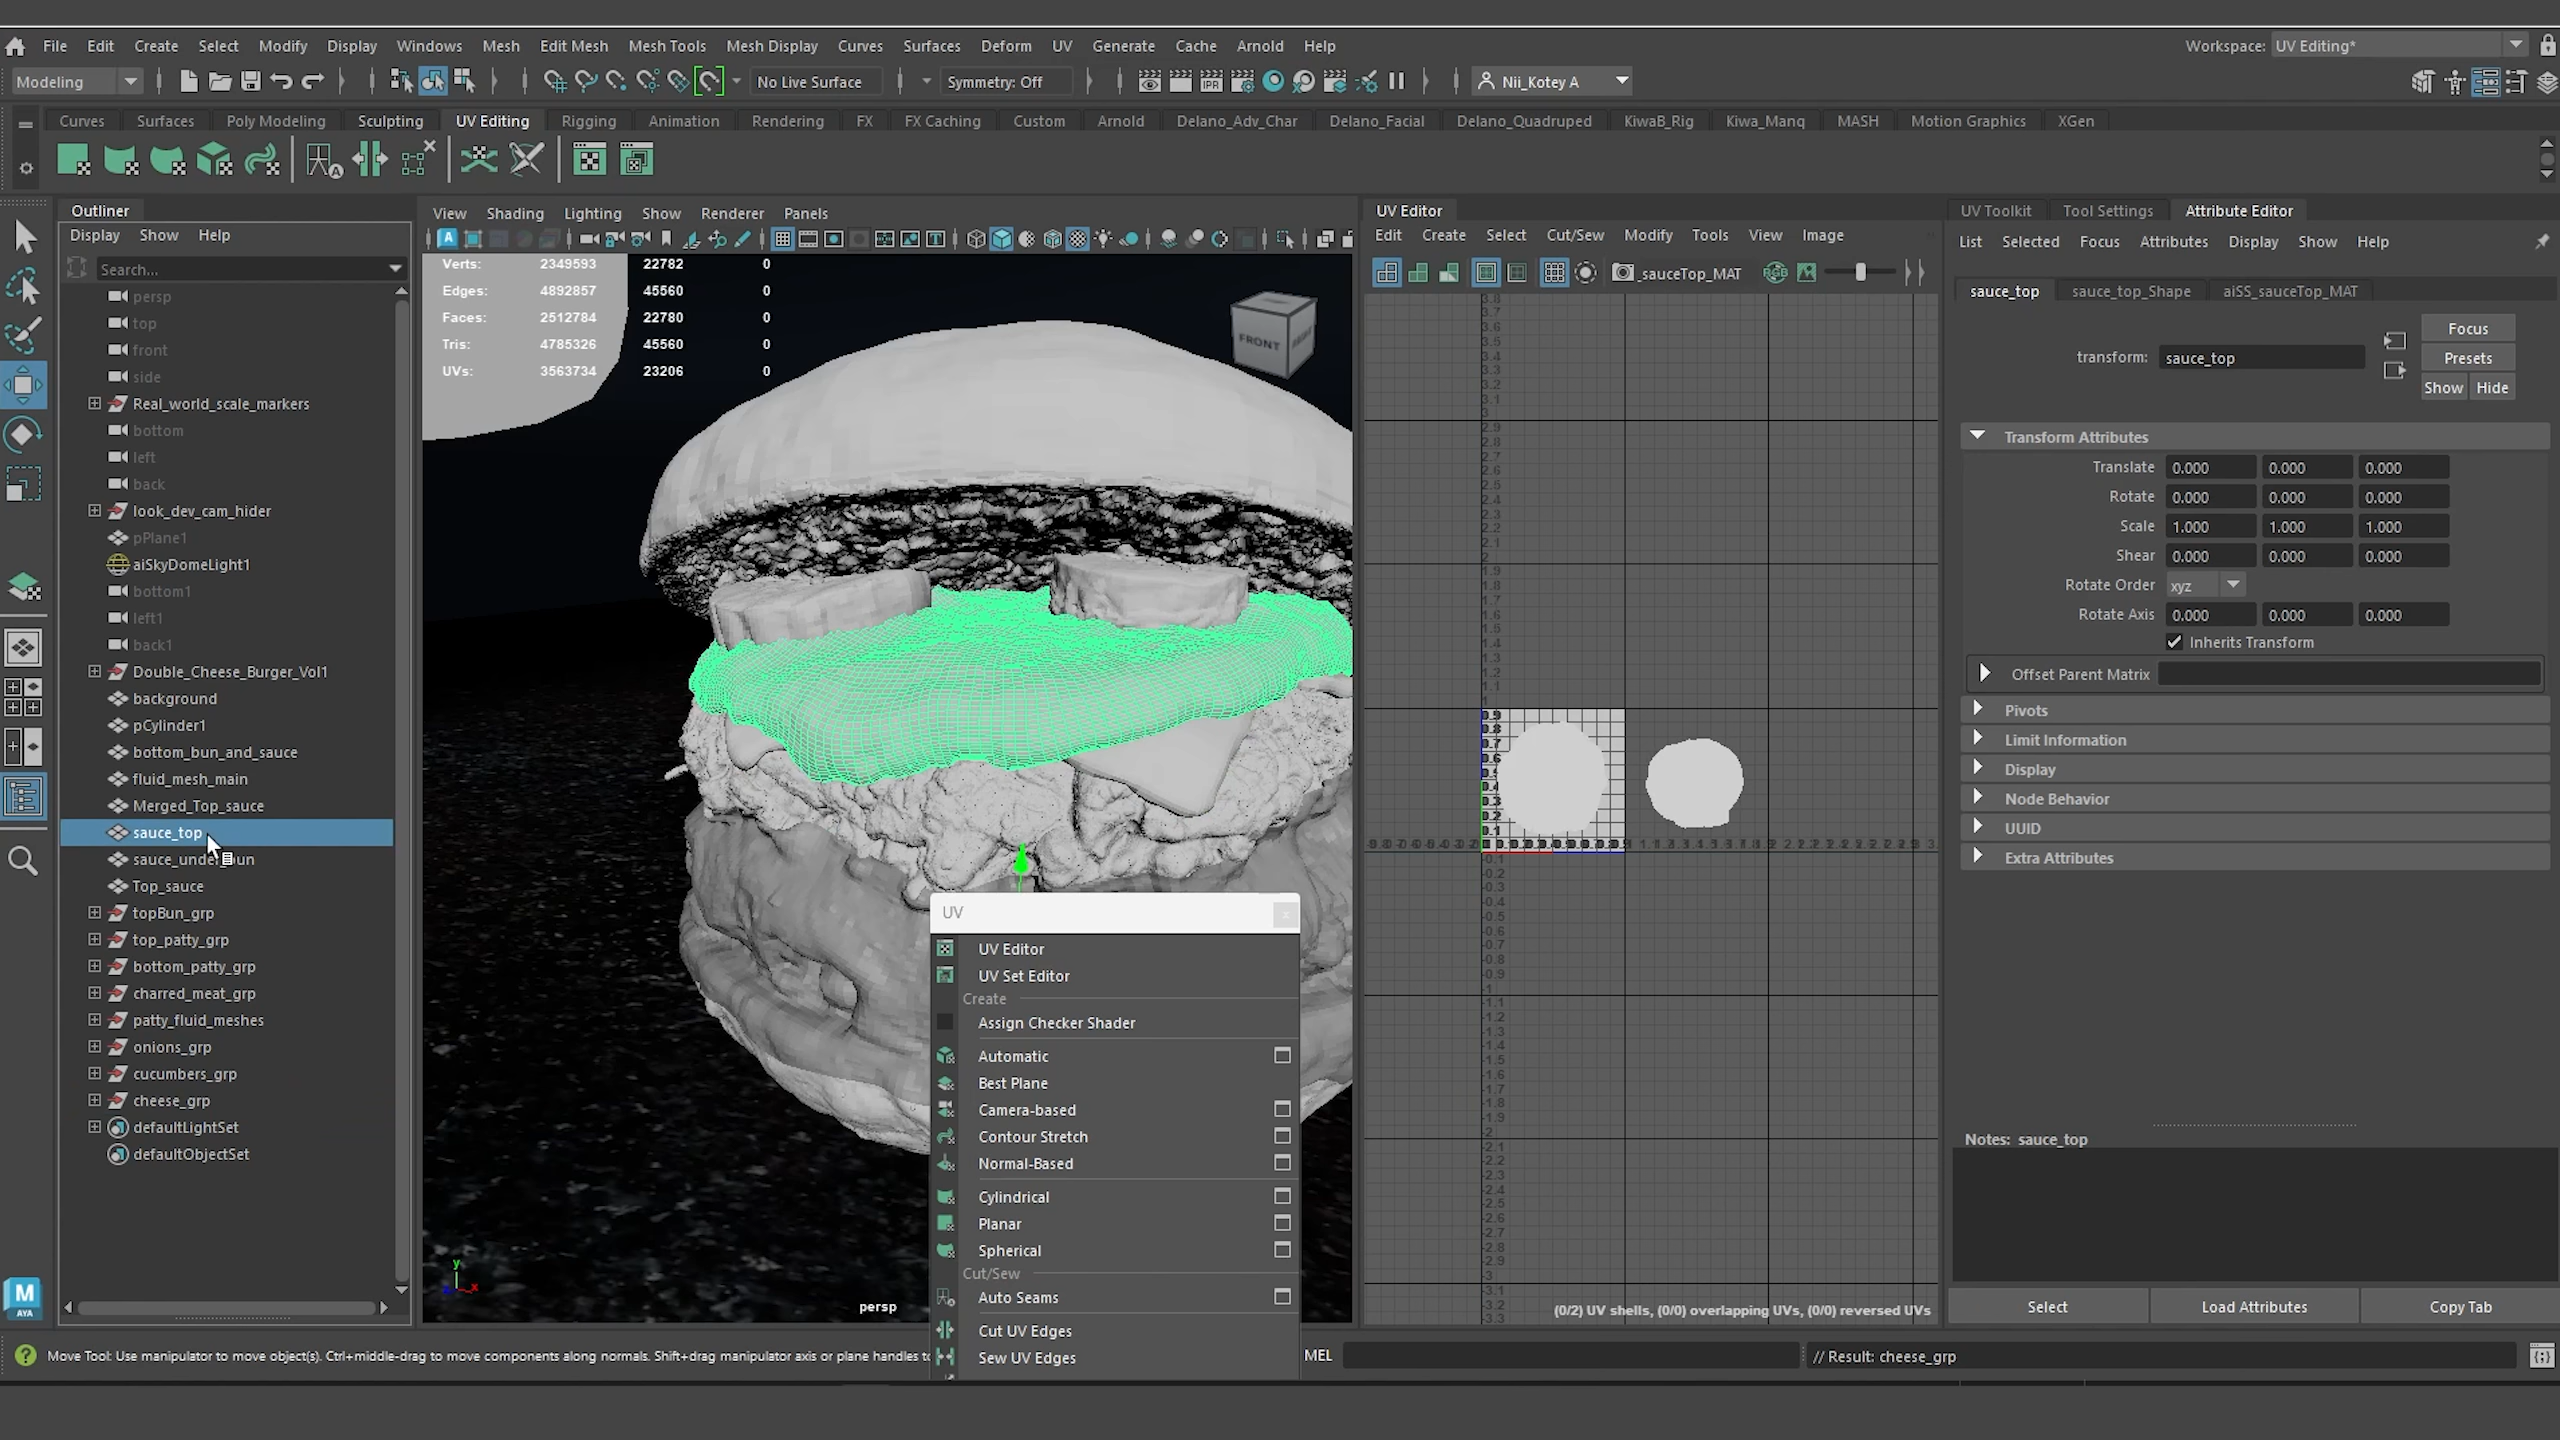 File Edit Create Select Modify Display Windows Mesh Edit Mesh Mesh Tools Mesh Display Curves Surfaces Deform UV Generate Cache Arnold Help
Workspace: UV Editing*
Modeling
No Live Surface
Symmetry: Off
IPR
Nii_Kotey A
Curves Surfaces Poly Modeling Sculpting UV Editing Rigging Animation Rendering FX FX Caching Custom Arnold Delano_Adv_Char Delano_Facial Delano_Quadruped KiwaB_Rig Kiwa_Manq MASH Motion Graphics XGen
Outliner
Display Show Help
Search...
persp
top
front
side
Real_world_scale_markers
bottom
left
back
look_dev_cam_hider
pPlane1
aiSkyDomeLight1
bottom1
left1
back1
Double_Cheese_Burger_Vol1
background
pCylinder1
bottom_bun_and_sauce
fluid_mesh_main
Merged_Top_sauce
sauce_top
sauce_under_bun
Top_sauce
topBun_grp
top_patty_grp
bottom_patty_grp
charred_meat_grp
patty_fluid_meshes
onions_grp
cucumbers_grp
cheese_grp
defaultLightSet
defaultObjectSet
View Shading Lighting Show Renderer Panels
Verts: 2349593 22782 0
Edges: 4892857 45560 0
Faces: 2512784 22780 0
Tris: 4785326 45560 0
UVs: 3563734 23206 0
FRONT
y
x
persp
UV
UV Editor
UV Set Editor
Create
Assign Checker Shader
Automatic
Best Plane
Camera-based
Contour Stretch
Normal-Based
Cylindrical
Planar
Spherical
Cut/Sew
Auto Seams
Cut UV Edges
Sew UV Edges
UV Editor
Edit Create Select Cut/Sew Modify Tools View Image
_sauceTop_MAT
RGB
(0/2) UV shells, (0/0) overlapping UVs, (0/0) reversed UVs
UV Toolkit Tool Settings Attribute Editor
List Selected Focus Attributes Display Show Help
sauce_top sauce_top_Shape aiSS_sauceTop_MAT
transform: sauce_top
Focus
Presets
Show Hide
Transform Attributes
Translate 0.000 0.000 0.000
Rotate 0.000 0.000 0.000
Scale 1.000 1.000 1.000
Shear 0.000 0.000 0.000
Rotate Order xyz
Rotate Axis 0.000 0.000 0.000
Inherits Transform
Offset Parent Matrix
Pivots
Limit Information
Display
Node Behavior
UUID
Extra Attributes
Notes: sauce_top
Select Load Attributes Copy Tab
M
AYA
Move Tool: Use manipulator to move object(s). Ctrl+middle-drag to move components along normals. Shift+drag manipulator axis or plane handles to
MEL
// Result: cheese_grp